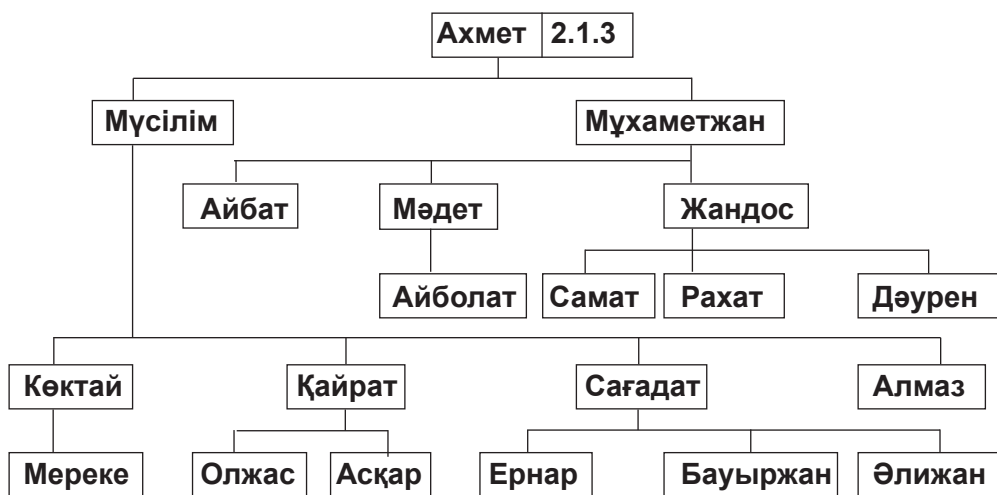 Ахмет 2.1.3
Мүсілім Мұхаметжан
Айбат Мәдет Жандос
Айболат Самат Рахат Дәурен
Көктай Қайрат Сағадат Алмаз
Мереке Олжас Асқар Ернар Бауыржан Әлижан